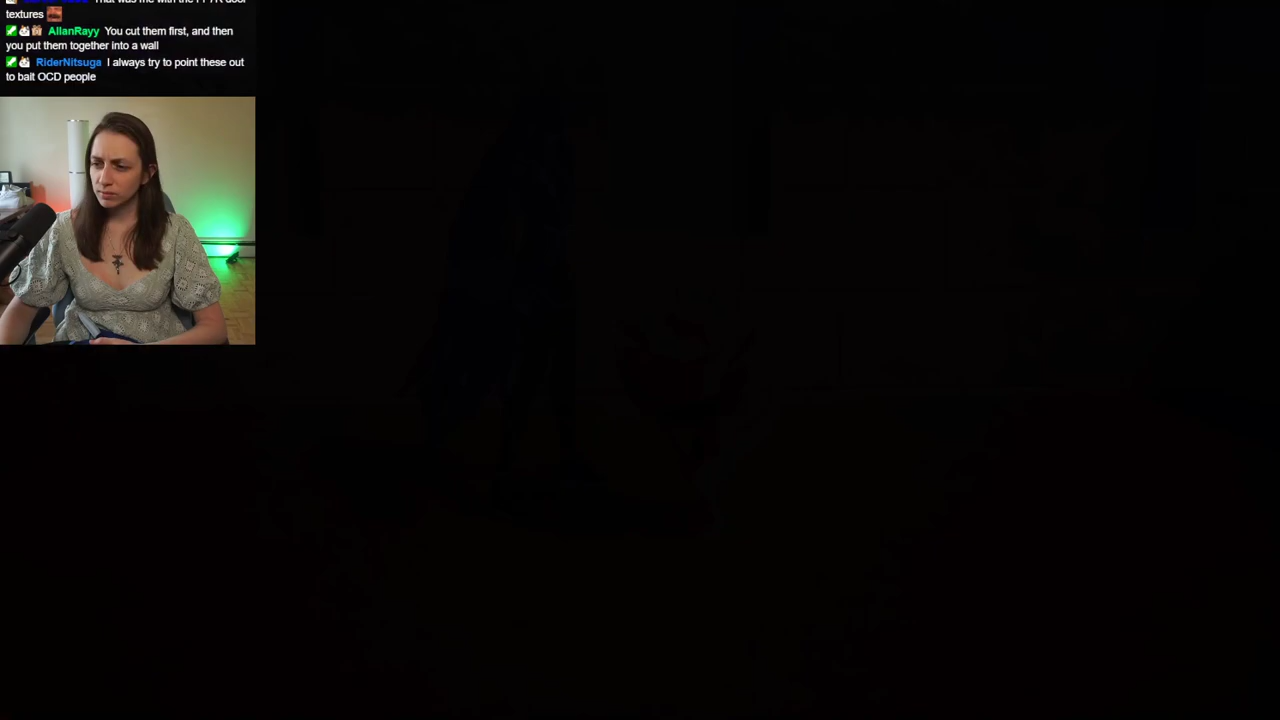 textures
AllanRayy You cut them first, and then
you put them together into a wall
RiderNitsuga I always try to point these out
to bait OCD people